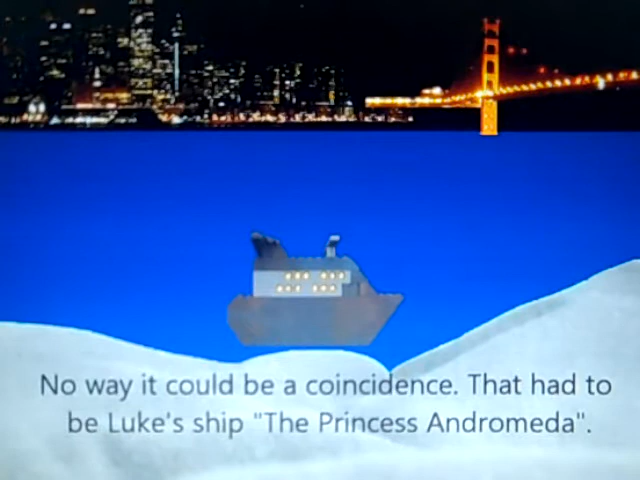 No way it could be a coincidence. That had to
be Luke's ship "The Princess Andromeda".